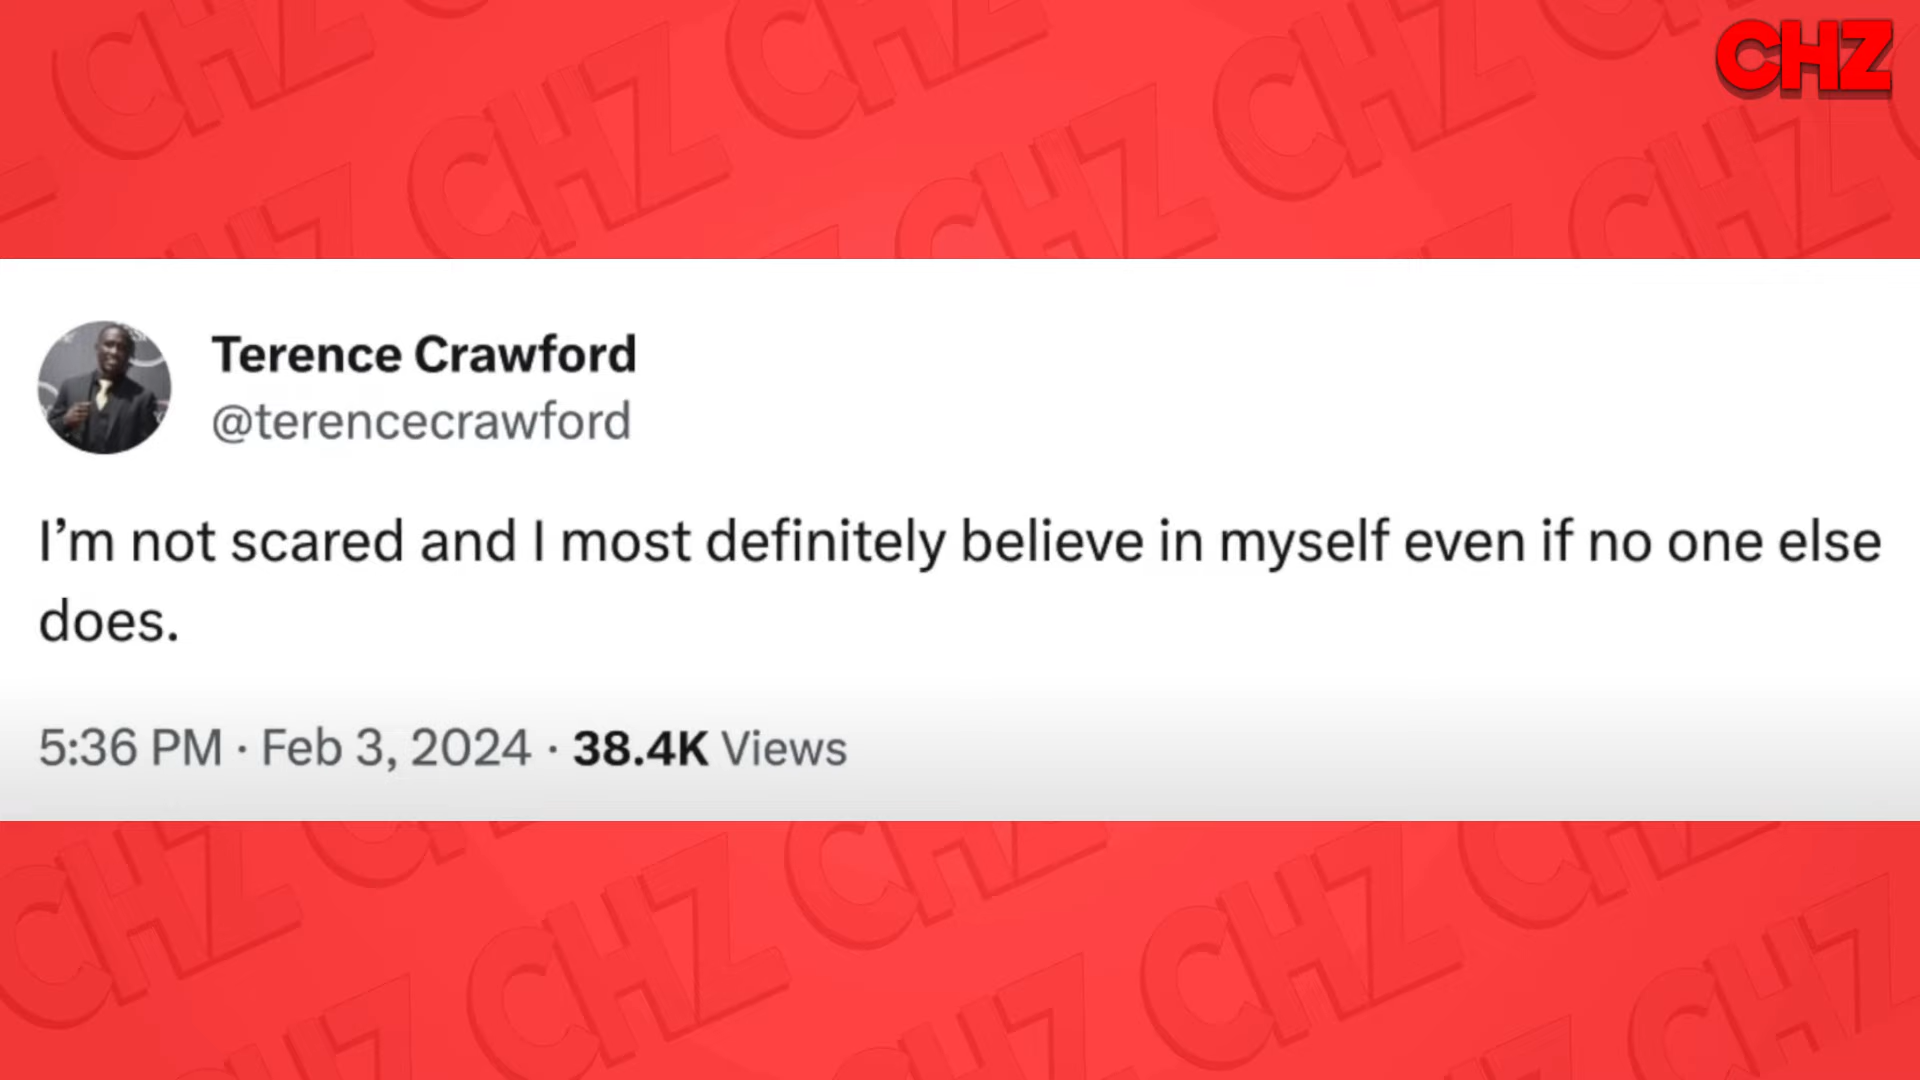 CHZ
Terence Crawford
@terencecrawford
I’m not scared and I most definitely believe in myself even if no one else
does.
5:36 PM · Feb 3, 2024 · 38.4K Views